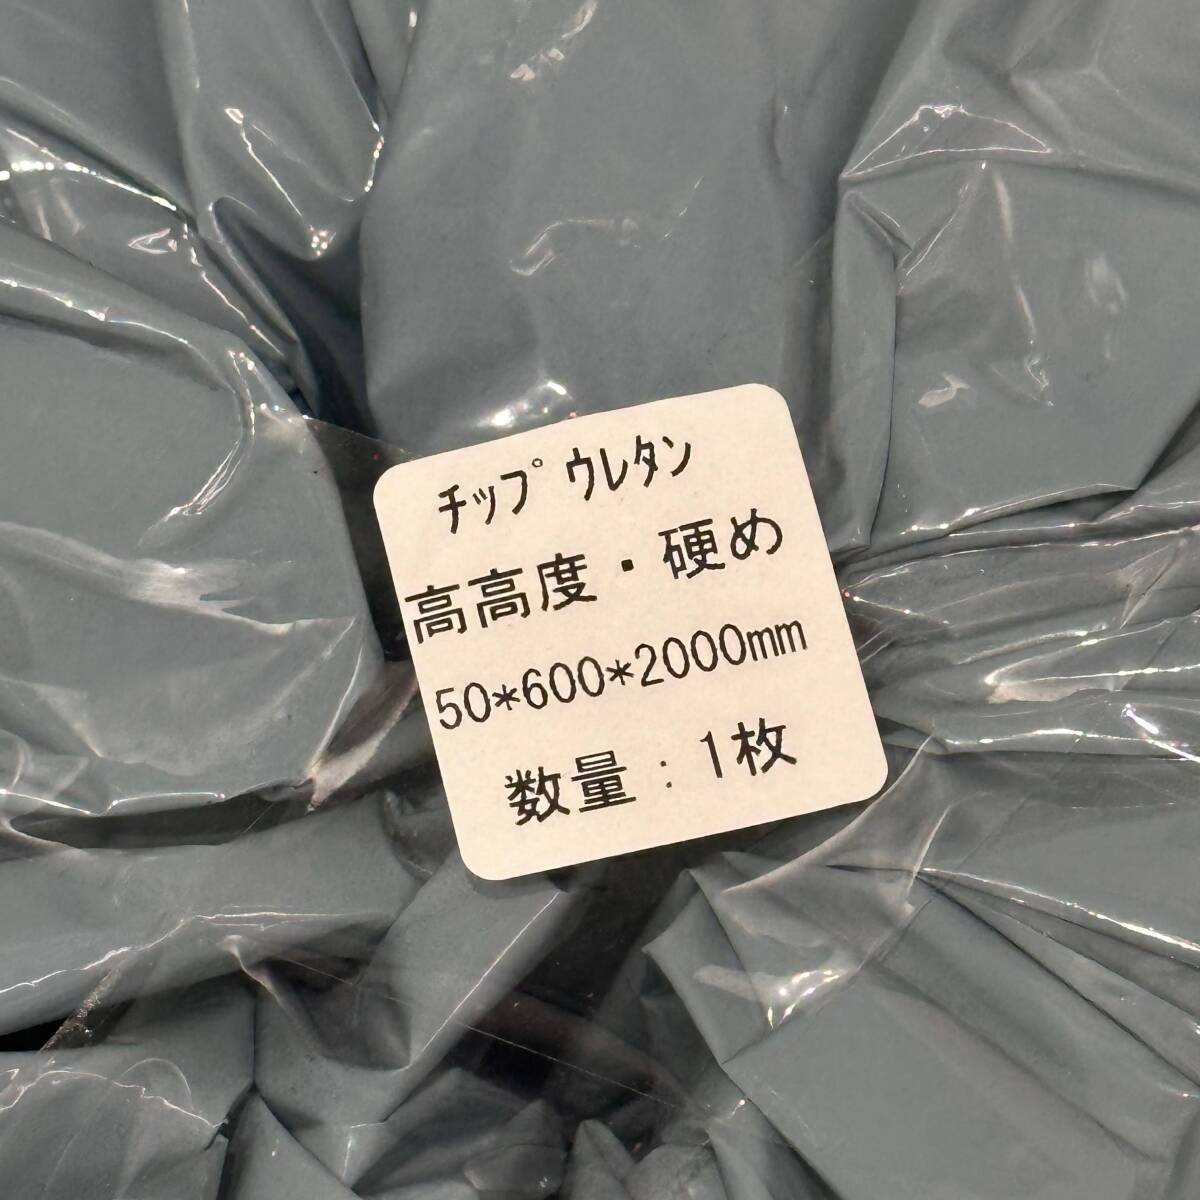 ﾁｯﾌﾟ ｳﾚﾀﾝ
高高度・硬め
50*600*2000mm
数量：1枚